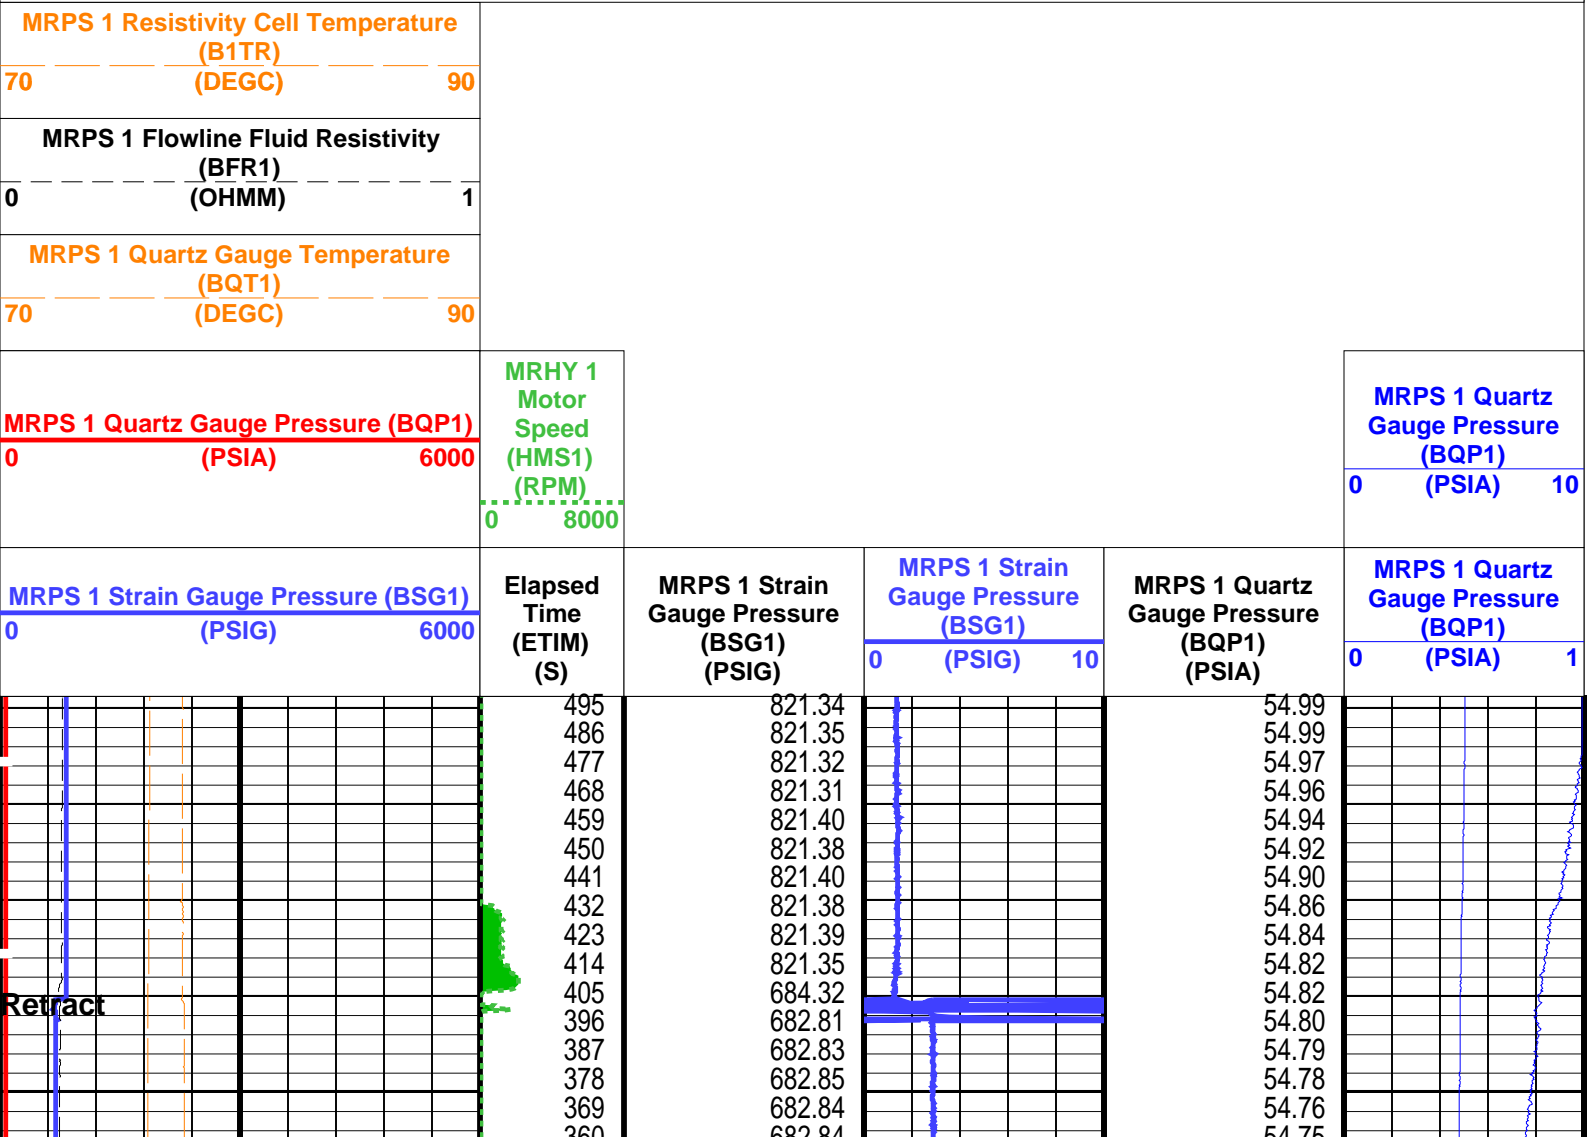 MRPS 1 Resistivity Cell Temperature
(B1TR)
70 (DEGC) 90
MRPS 1 Flowline Fluid Resistivity
(BFR1)
0 (OHMM) 1
MRPS 1 Quartz Gauge Temperature
(BQT1)
70 (DEGC) 90
MRPS 1 Quartz Gauge Pressure (BQP1)
0 (PSIA) 6000
MRHY 1
Motor
Speed
(HMS1)
(RPM)
0 8000
MRPS 1 Quartz
Gauge Pressure
(BQP1)
0 (PSIA) 10
MRPS 1 Strain Gauge Pressure (BSG1)
0 (PSIG) 6000
Elapsed
Time
(ETIM)
(S)
MRPS 1 Strain
Gauge Pressure
(BSG1)
(PSIG)
MRPS 1 Strain
Gauge Pressure
(BSG1)
0 (PSIG) 10
MRPS 1 Quartz
Gauge Pressure
(BQP1)
(PSIA)
MRPS 1 Quartz
Gauge Pressure
(BQP1)
0 (PSIA) 1
495 821.34 54.99
486 821.35 54.99
477 821.32 54.97
468 821.31 54.96
459 821.40 54.94
450 821.38 54.92
441 821.40 54.90
432 821.38 54.86
423 821.39 54.84
414 821.35 54.82
Retract 405 684.32 54.82
396 682.81 54.80
387 682.83 54.79
378 682.85 54.78
369 682.84 54.76
360 682.84 54.75